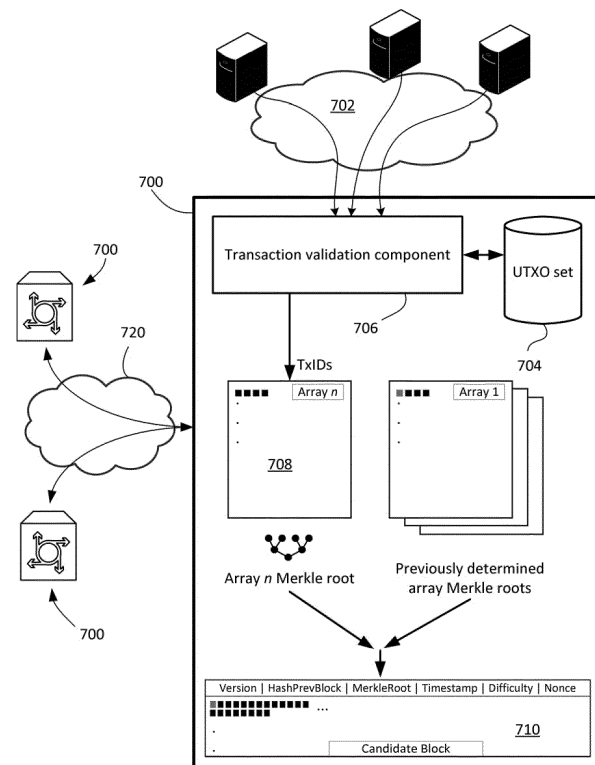 702
700
Transaction validation component
UTXO set
700
706
704
720
TxIDs
Array n
Array 1
708
Array n Merkle root
Previously determined
array Merkle roots
700
Version | HashPrevBlock | MerkleRoot | Timestamp | Difficulty | Nonce
...
710
Candidate Block